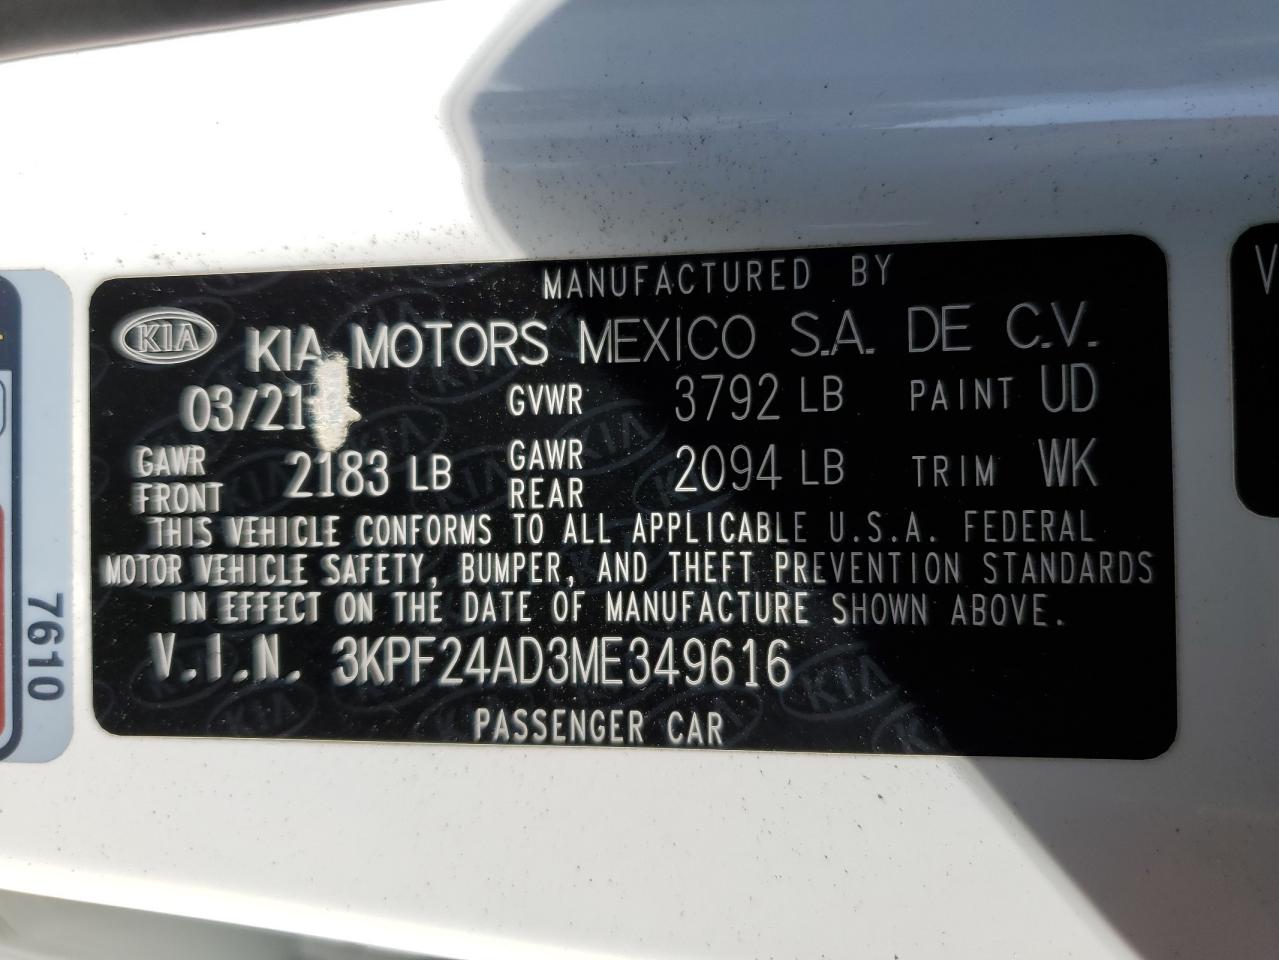 MANUFACTURED BY
KIA KIA MOTORS MEXICO S.A. DE C.V.
03/21 GVWR 3792 LB PAINT UD
GAWR FRONT 2183 LB GAWR REAR 2094 LB TRIM WK
THIS VEHICLE CONFORMS TO ALL APPLICABLE U.S.A. FEDERAL
MOTOR VEHICLE SAFETY, BUMPER, AND THEFT PREVENTION STANDARDS
IN EFFECT ON THE DATE OF MANUFACTURE SHOWN ABOVE.
V.I.N. 3KPF24AD3ME349616
PASSENGER CAR
7610
V